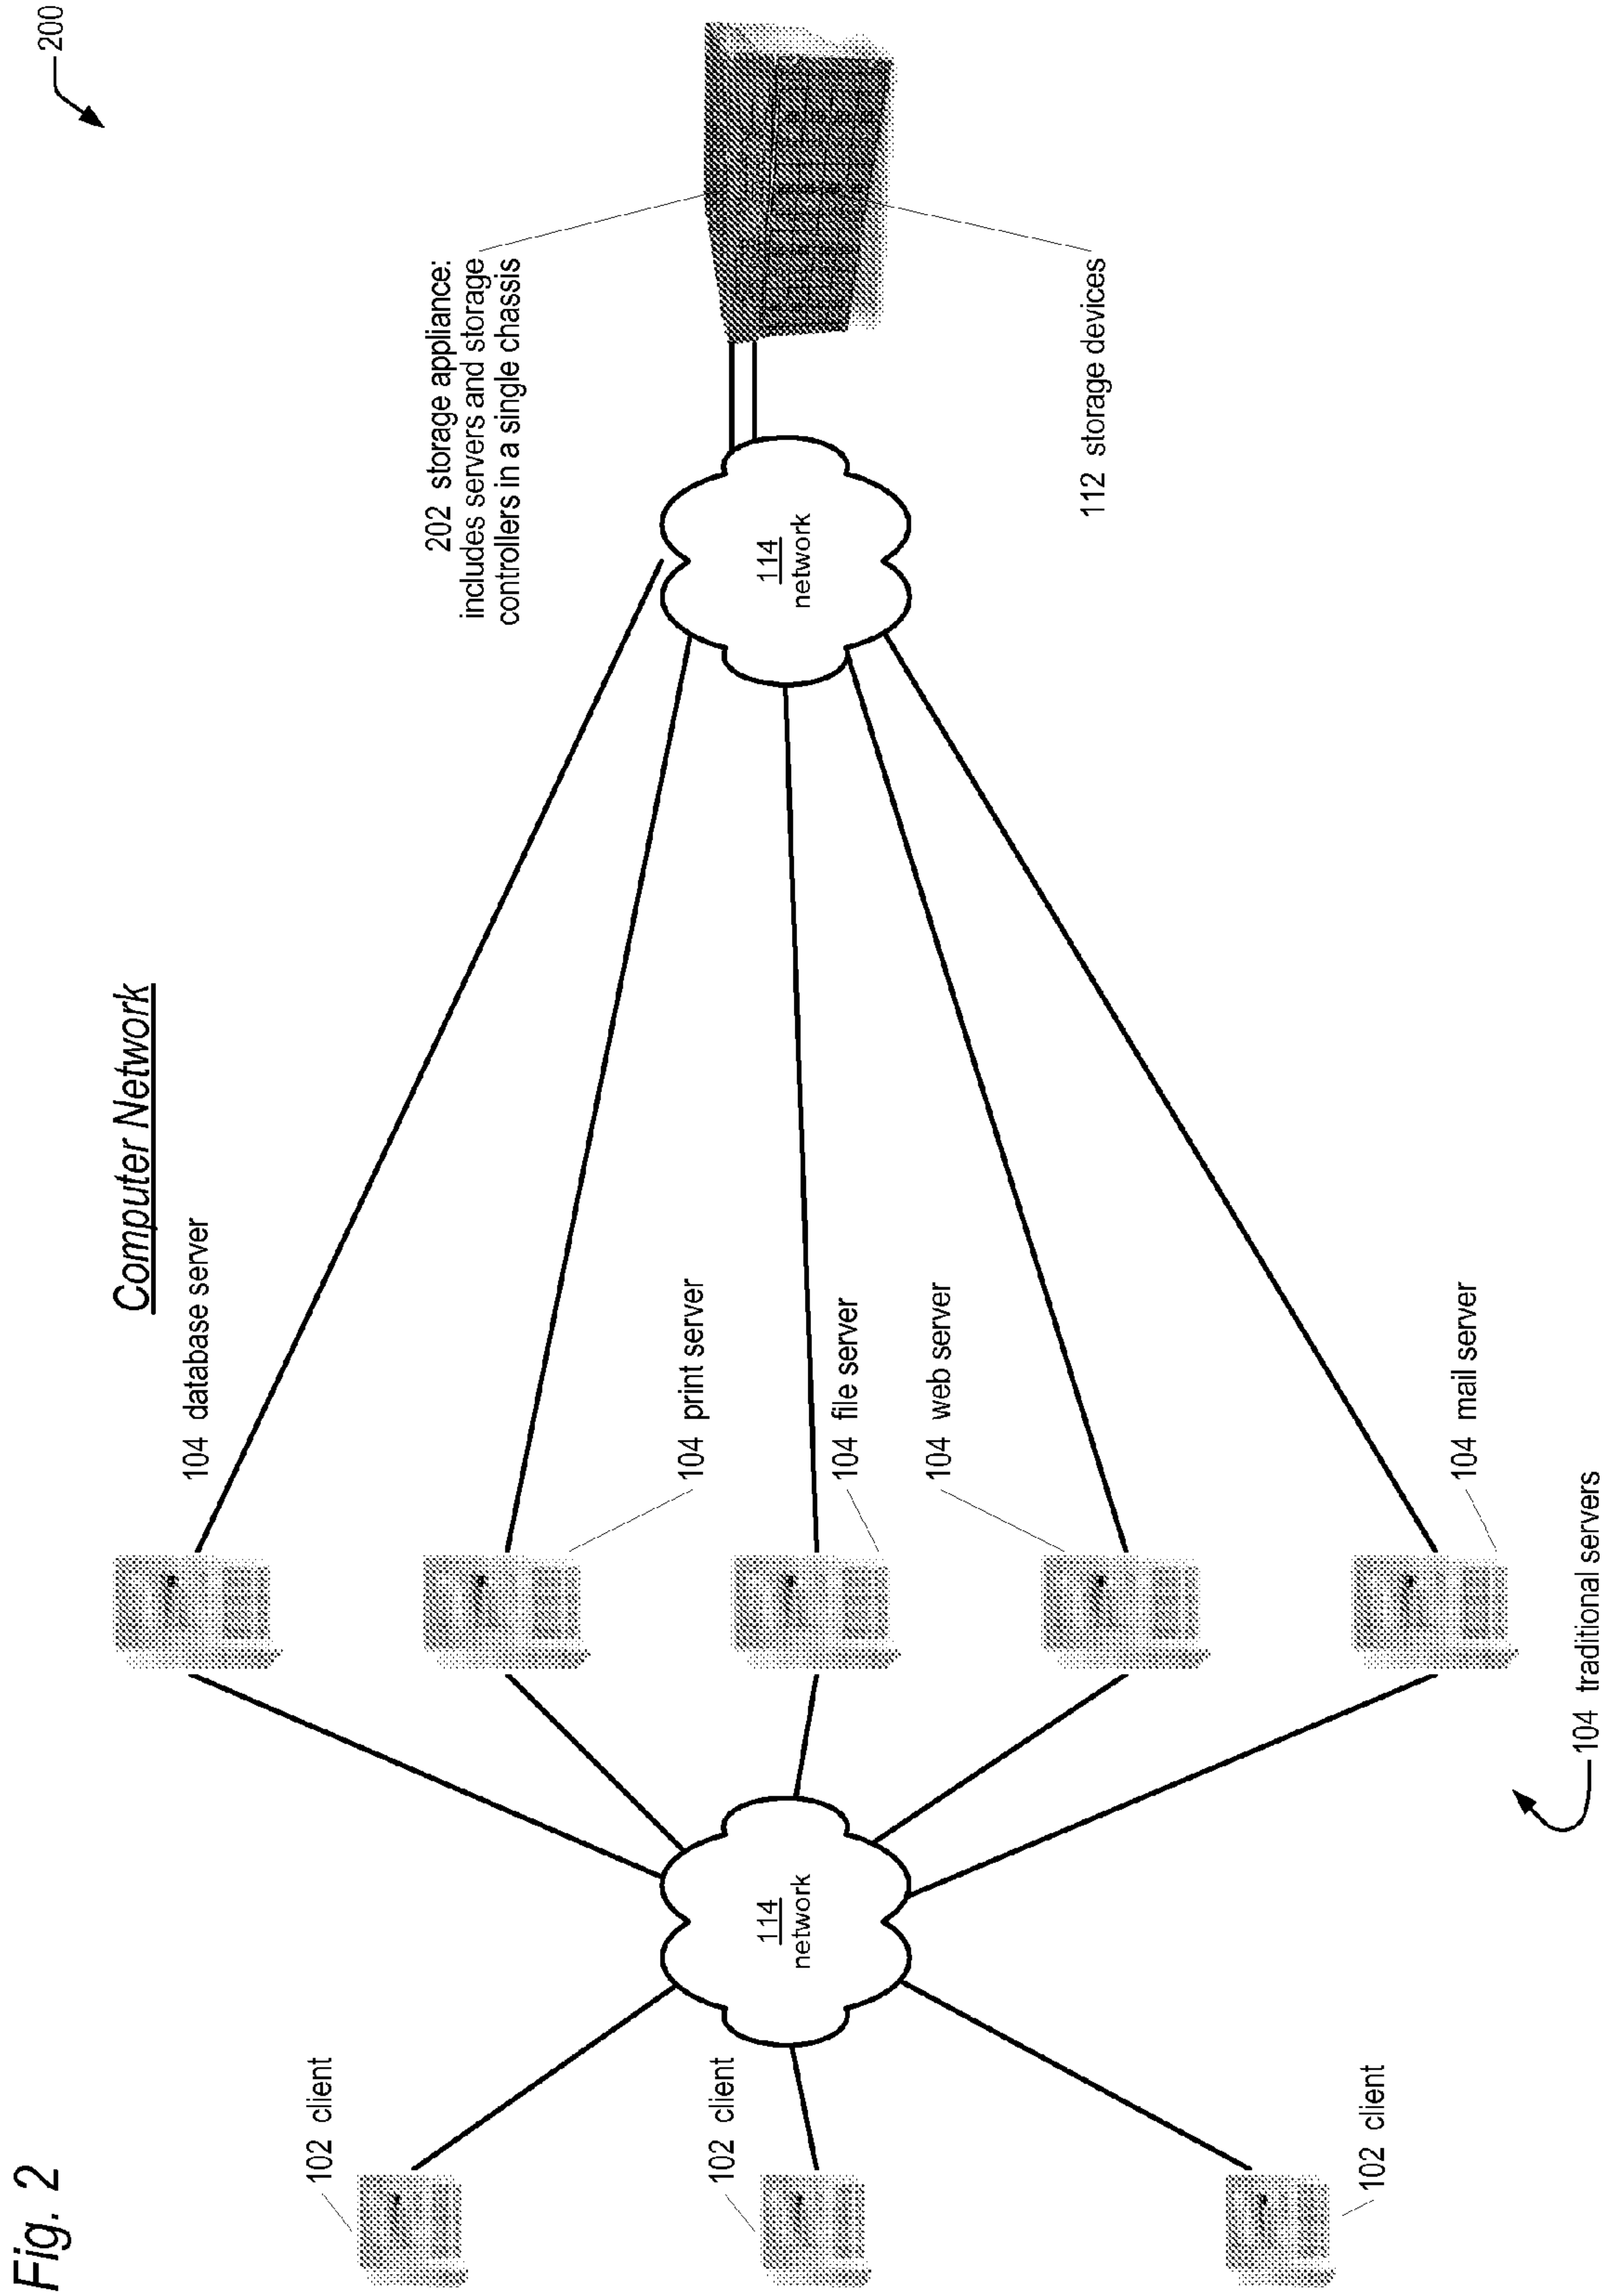 Fig. 2
Computer Network
200
102 client
102 client
102 client
114
network
104 database server
104 print server
104 file server
104 web server
104 mail server
104 traditional servers
114
network
202 storage appliance:
includes servers and storage
controllers in a single chassis
112 storage devices